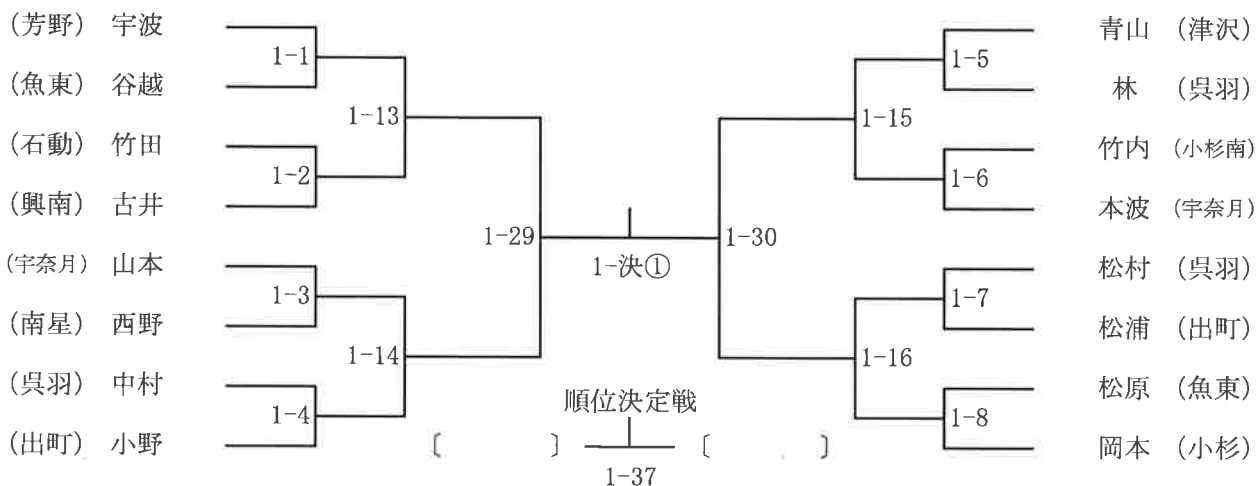 (芳野) 宇波
1-1
(魚東) 谷越
1-13
(石動) 竹田
1-2
(興南) 古井
1-29
(宇奈月) 山本
1-3
(南星) 西野
1-14
(呉羽) 中村
1-4
(出町) 小野
1-決①
順位決定戦
〔 〕 〔 〕
1-37
青山 (津沢)
1-5
林 (呉羽)
1-15
竹内 (小杉南)
1-6
本波 (宇奈月)
1-30
松村 (呉羽)
1-7
松浦 (出町)
1-16
松原 (魚東)
1-8
岡本 (小杉)